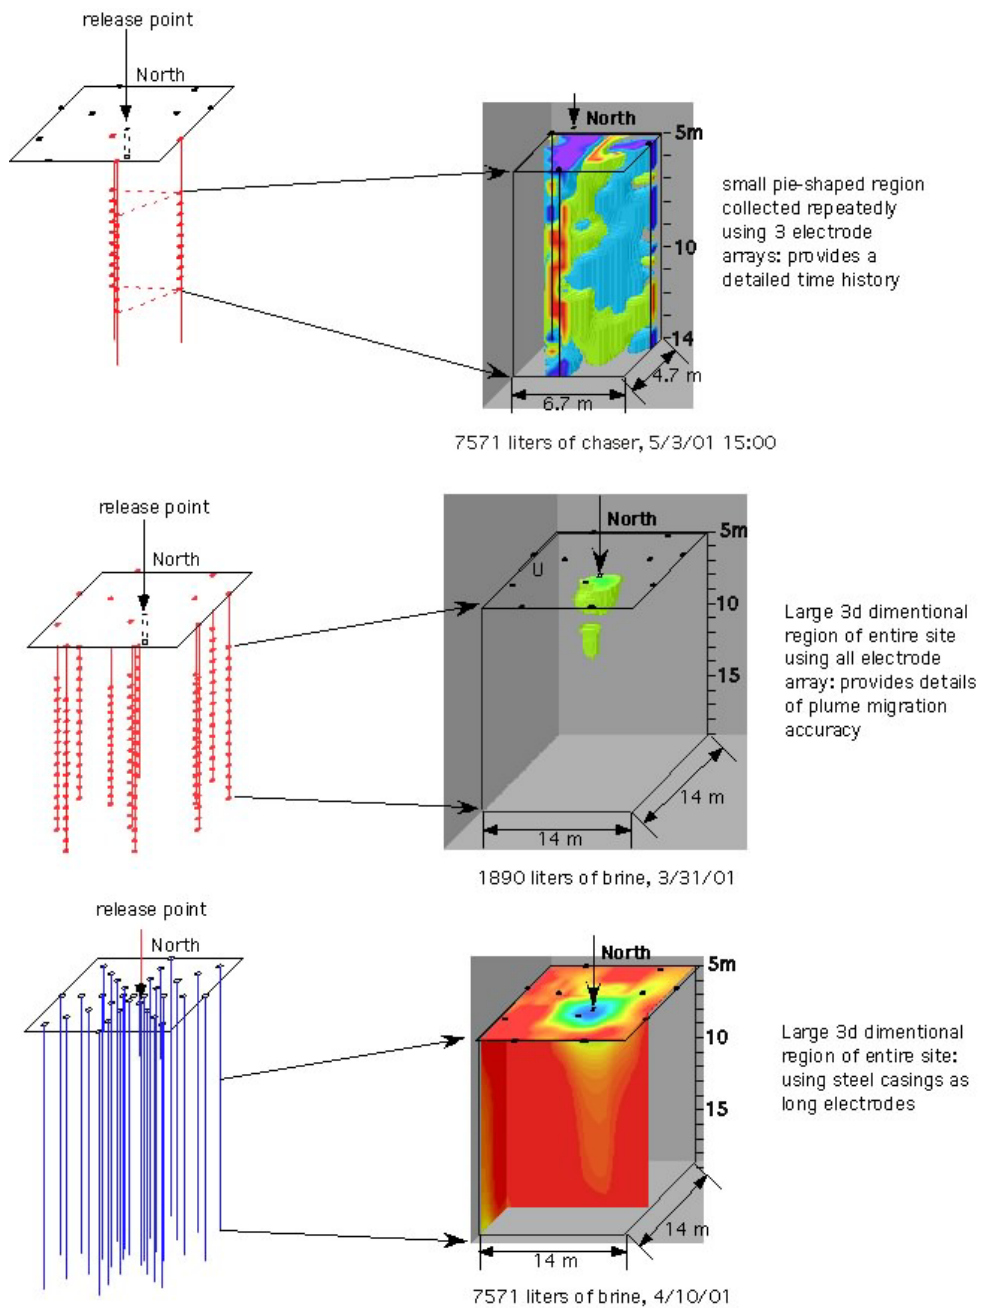 release point
North
North
5m
10
14
4.7 m
6.7 m
small pie-shaped region
collected repeatedly
using 3 electrode
arrays: provides a
detailed time history
7571 liters of chaser, 5/3/01 15:00
release point
North
North
5m
U
10
15
14 m
14 m
Large 3d dimentional
region of entire site
using all electrode
array: provides details
of plume migration
accuracy
1890 liters of brine, 3/31/01
release point
North
North
5m
10
15
14 m
14 m
Large 3d dimentional
region of entire site:
using steel casings as
long electrodes
7571 liters of brine, 4/10/01